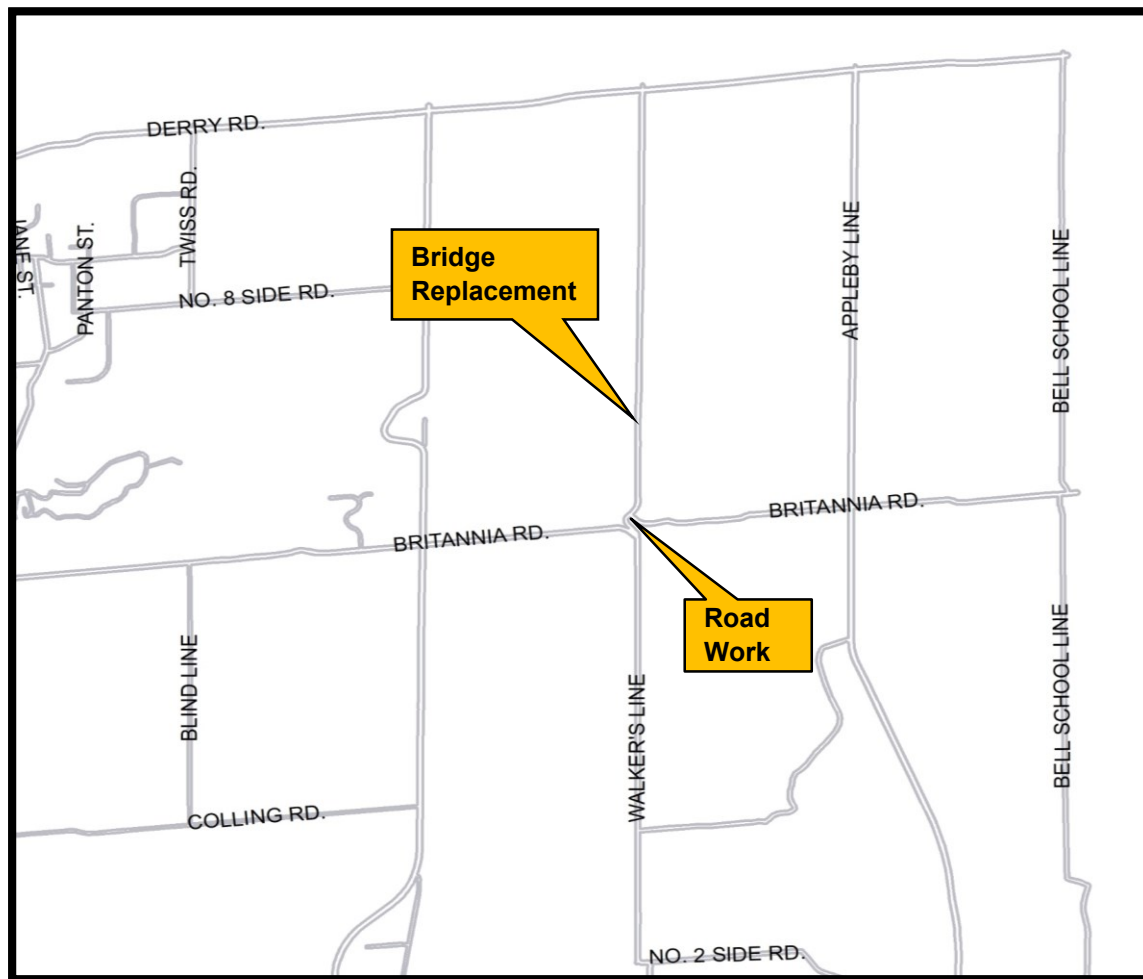 DERRY RD.
TWISS RD.
JANE ST.
PANTON ST.
NO. 8 SIDE RD.
Bridge
Replacement
APPLEBY LINE
BELL SCHOOL LINE
BRITANNIA RD.
BRITANNIA RD.
Road
Work
BLIND LINE
WALKER'S LINE
BELL SCHOOL LINE
COLLING RD.
NO. 2 SIDE RD.